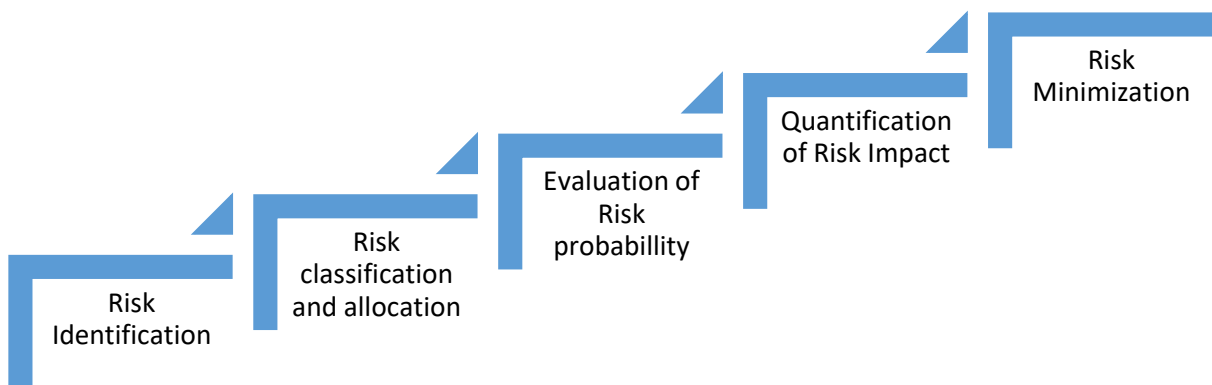 Risk
Identification
Risk
classification
and allocation
Evaluation of
Risk
probabillity
Quantification
of Risk Impact
Risk
Minimization